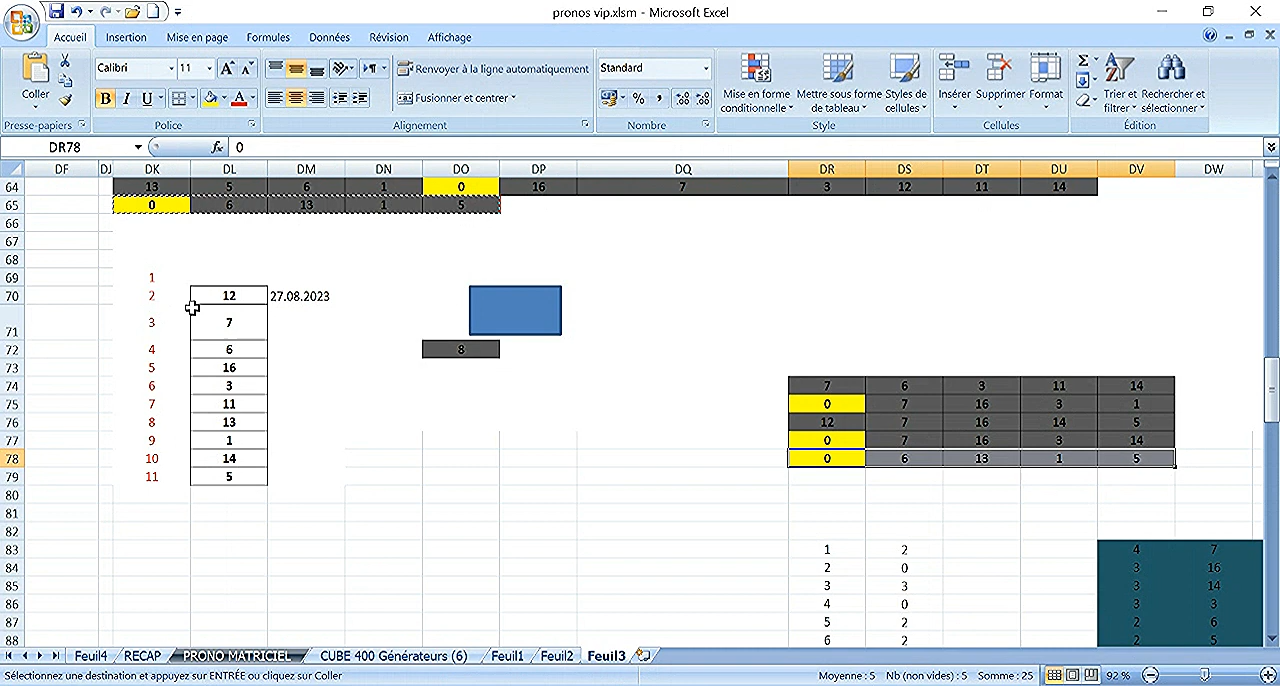 pronos vip.xlsm - Microsoft Excel
Accueil Insertion Mise en page Formules Données Révision Affichage
Coller
Calibri 11 A A
Renvoyer à la ligne automatiquement
Standard
B I U A
Fusionner et centrer
% , ,00
Mise en forme conditionnelle
Mettre sous forme de tableau
Styles de cellules
Insérer Supprimer Format
Trier et filtrer
Rechercher et sélectionner
Presse-papiers Police Alignement Nombre Style Cellules Édition
DR78 fx 0
DF DJ DK DL DM DN DO DP DQ DR DS DT DU DV DW
64 13 5 6 1 0 16 7 3 12 11 14
65 0 6 13 1 5
66
67
68
69 1
70 2 12 27.08.2023
71 3 7
72 4 6 8
73 5 16
74 6 3 7 6 3 11 14
75 7 11 0 7 16 3 1
76 8 13 12 7 16 14 5
77 9 1 0 7 16 3 14
78 10 14 0 6 13 1 5
79 11 5
80
81
82
83 1 2 4 7
84 2 0 3 16
85 3 3 3 14
86 4 0 3 3
87 5 2 2 6
88 6 2 2 5
Feuil4 RECAP PRONO MATRICIEL CUBE 400 Générateurs (6) Feuil1 Feuil2 Feuil3
Sélectionnez une destination et appuyez sur ENTRÉE ou cliquez sur Coller Moyenne : 5 Nb (non vides) : 5 Somme : 25 92 %